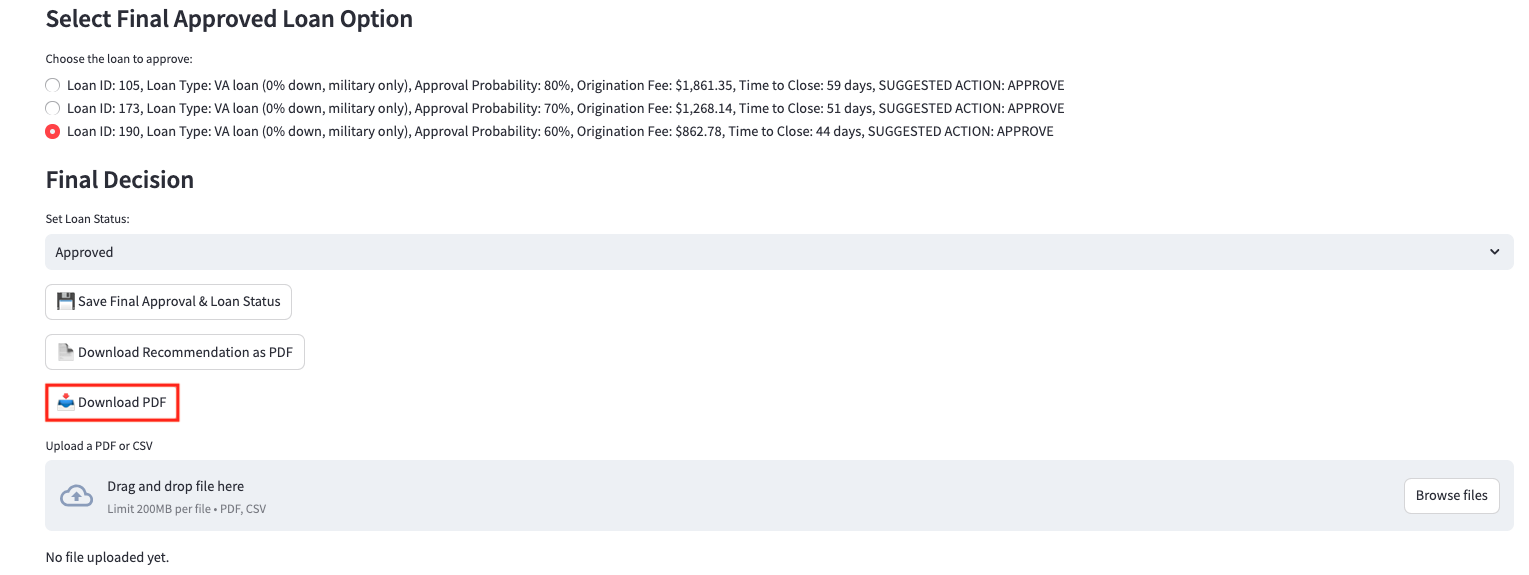 Select Final Approved Loan Option
Choose the loan to approve:
Loan ID: 105, Loan Type: VA loan (0% down, military only), Approval Probability: 80%, Origination Fee: $1,861.35, Time to Close: 59 days, SUGGESTED ACTION: APPROVE
Loan ID: 173, Loan Type: VA loan (0% down, military only), Approval Probability: 70%, Origination Fee: $1,268.14, Time to Close: 51 days, SUGGESTED ACTION: APPROVE
Loan ID: 190, Loan Type: VA loan (0% down, military only), Approval Probability: 60%, Origination Fee: $862.78, Time to Close: 44 days, SUGGESTED ACTION: APPROVE
Final Decision
Set Loan Status:
Approved
Save Final Approval & Loan Status
Download Recommendation as PDF
Download PDF
Upload a PDF or CSV
Drag and drop file here
Limit 200MB per file • PDF, CSV
Browse files
No file uploaded yet.